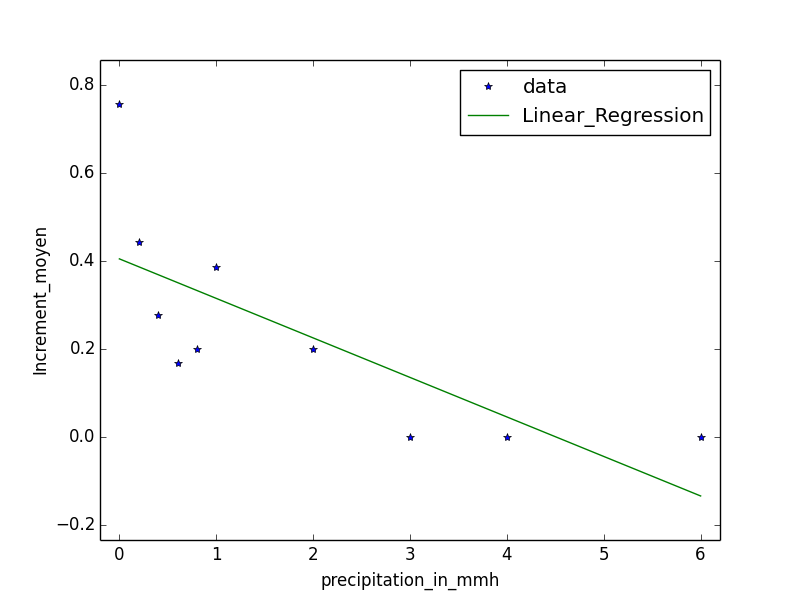 data
Linear_Regression
0.8
0.6
0.4
0.2
0.0
−0.2
Increment_moyen
0 1 2 3 4 5 6
precipitation_in_mmh